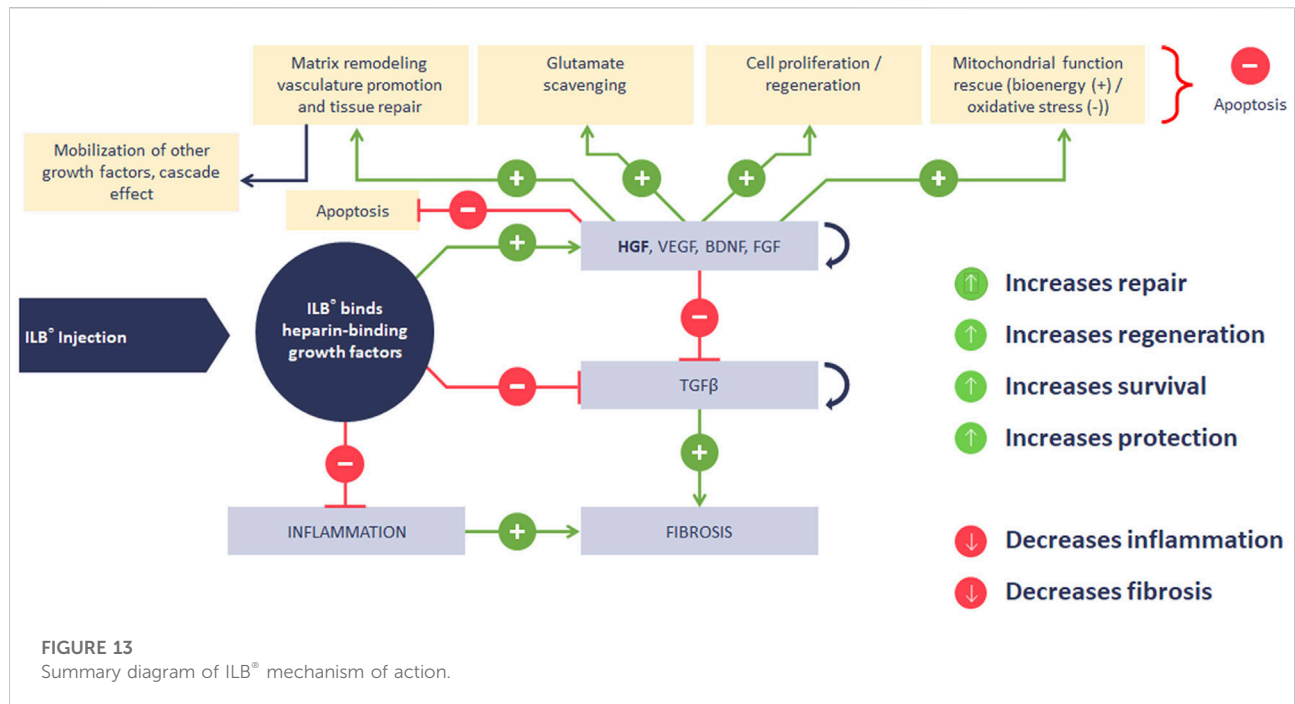 Matrix remodeling
vasculature promotion
and tissue repair
Glutamate
scavenging
Cell proliferation /
regeneration
Mitochondrial function
rescue (bioenergy (+) /
oxidative stress (-))
−
Apoptosis
Mobilization of other
growth factors, cascade
effect
+
+
+
+
Apoptosis
−
+
HGF, VEGF, BDNF, FGF
ILB® Injection
ILB® binds
heparin-binding
growth factors
−
−
TGFβ
−
+
INFLAMMATION
+
FIBROSIS
↑ Increases repair
↑ Increases regeneration
↑ Increases survival
↑ Increases protection
↓ Decreases inflammation
↓ Decreases fibrosis
FIGURE 13
Summary diagram of ILB® mechanism of action.